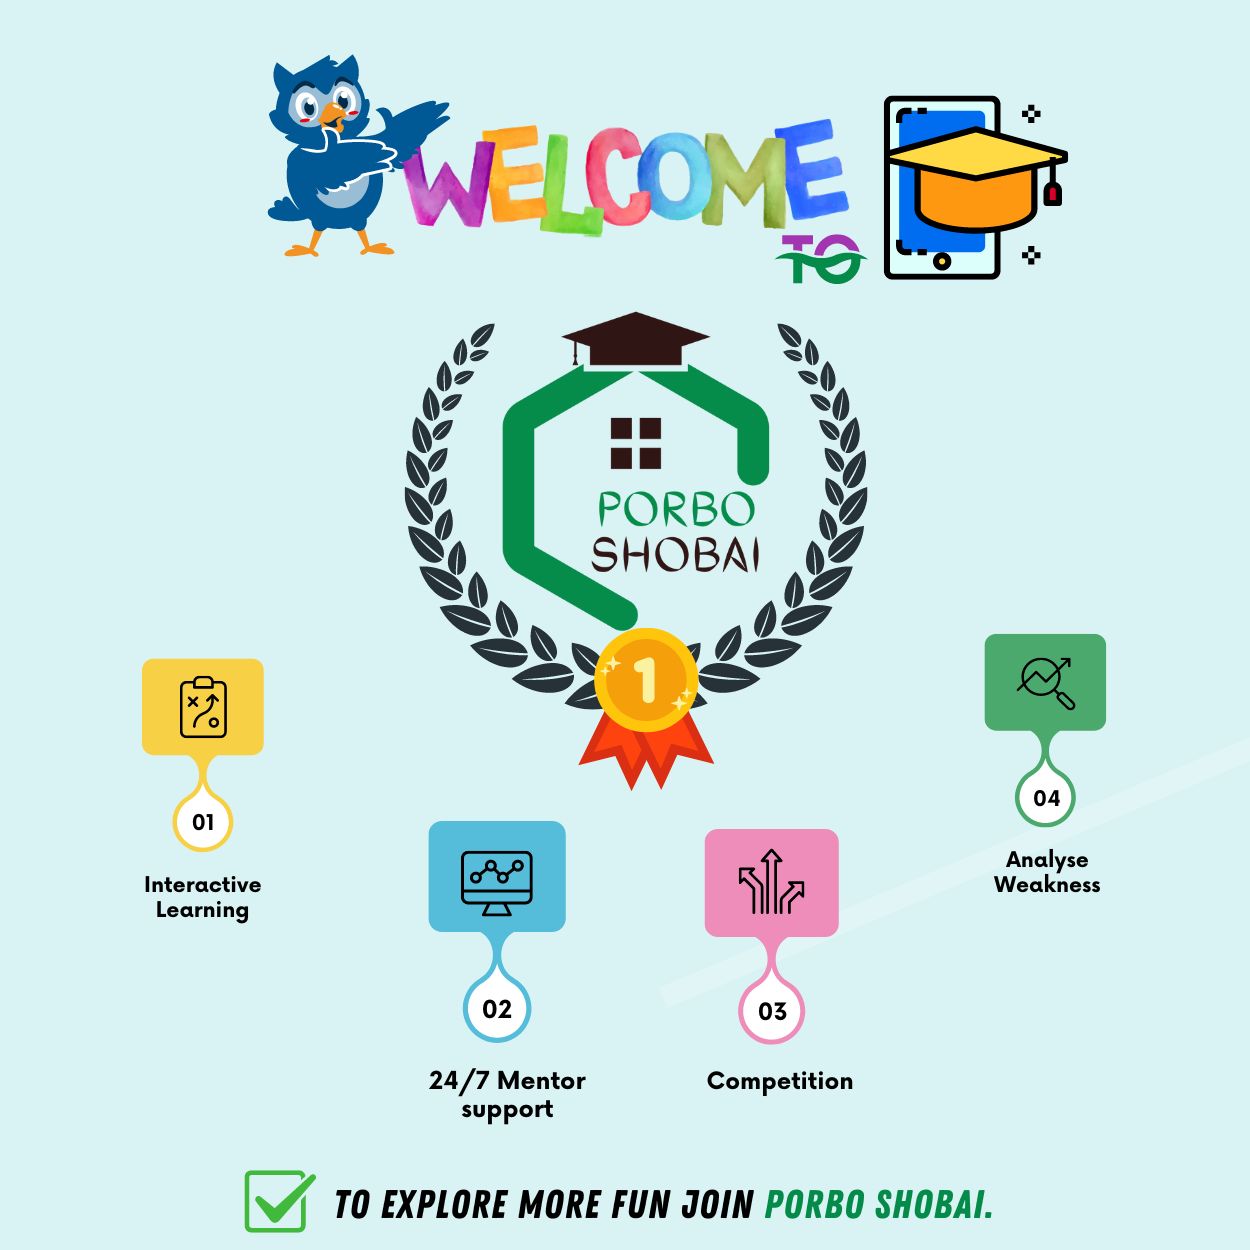 WELCOME
TO
PORBO
SHOBAI
1
01
Interactive
Learning
02
24/7 Mentor
support
03
Competition
04
Analyse
Weakness
TO EXPLORE MORE FUN JOIN PORBO SHOBAI.